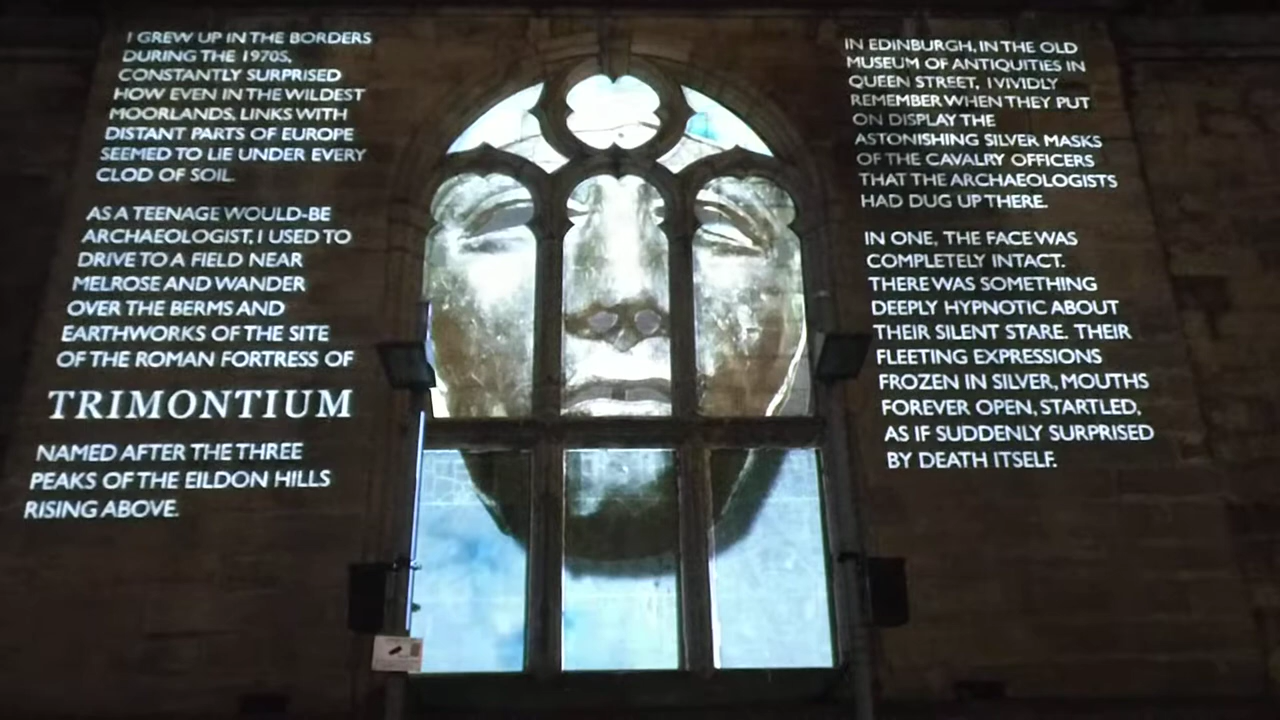 I GREW UP IN THE BORDERS
DURING THE 1970S,
CONSTANTLY SURPRISED
HOW EVEN IN THE WILDEST
MOORLANDS, LINKS WITH
DISTANT PARTS OF EUROPE
SEEMED TO LIE UNDER EVERY
CLOD OF SOIL.
AS A TEENAGE WOULD-BE
ARCHAEOLOGIST, I USED TO
DRIVE TO A FIELD NEAR
MELROSE AND WANDER
OVER THE BERMS AND
EARTHWORKS OF THE SITE
OF THE ROMAN FORTRESS OF
TRIMONTIUM
NAMED AFTER THE THREE
PEAKS OF THE EILDON HILLS
RISING ABOVE.
IN EDINBURGH, IN THE OLD
MUSEUM OF ANTIQUITIES IN
QUEEN STREET, I VIVIDLY
REMEMBER WHEN THEY PUT
ON DISPLAY THE
ASTONISHING SILVER MASKS
OF THE CAVALRY OFFICERS
THAT THE ARCHAEOLOGISTS
HAD DUG UP THERE.
IN ONE, THE FACE WAS
COMPLETELY INTACT.
THERE WAS SOMETHING
DEEPLY HYPNOTIC ABOUT
THEIR SILENT STARE. THEIR
FLEETING EXPRESSIONS
FROZEN IN SILVER, MOUTHS
FOREVER OPEN, STARTLED,
AS IF SUDDENLY SURPRISED
BY DEATH ITSELF.